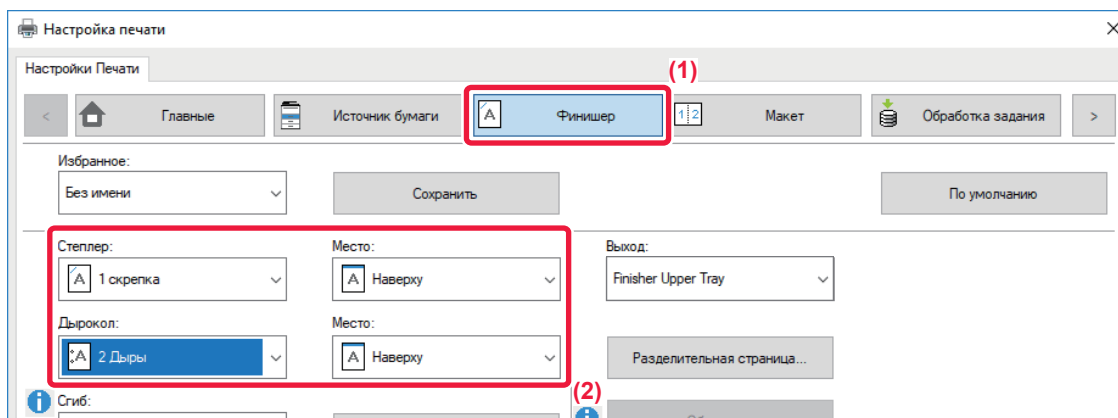 Настройка печати
Настройки Печати
(1)
< Главные Источник бумаги Финишер Макет Обработка задания >
Избранное:
Без имени Сохранить По умолчанию
Степлер: Место: Выход:
1 скрепка Наверху Finisher Upper Tray
Дырокол: Место:
2 Дыры Наверху Разделительная страница...
(2)
Сгиб: